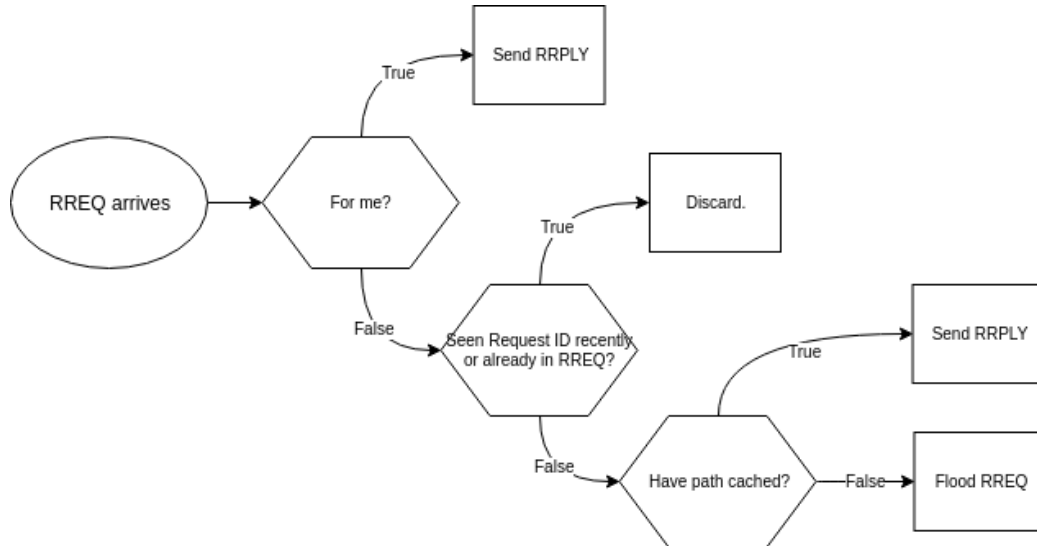 Send RRPLY
True
RREQ arrives
For me?
Discard.
True
False
Seen Request ID recently
or already in RREQ?
Send RRPLY
True
False
Have path cached?
False
Flood RREQ